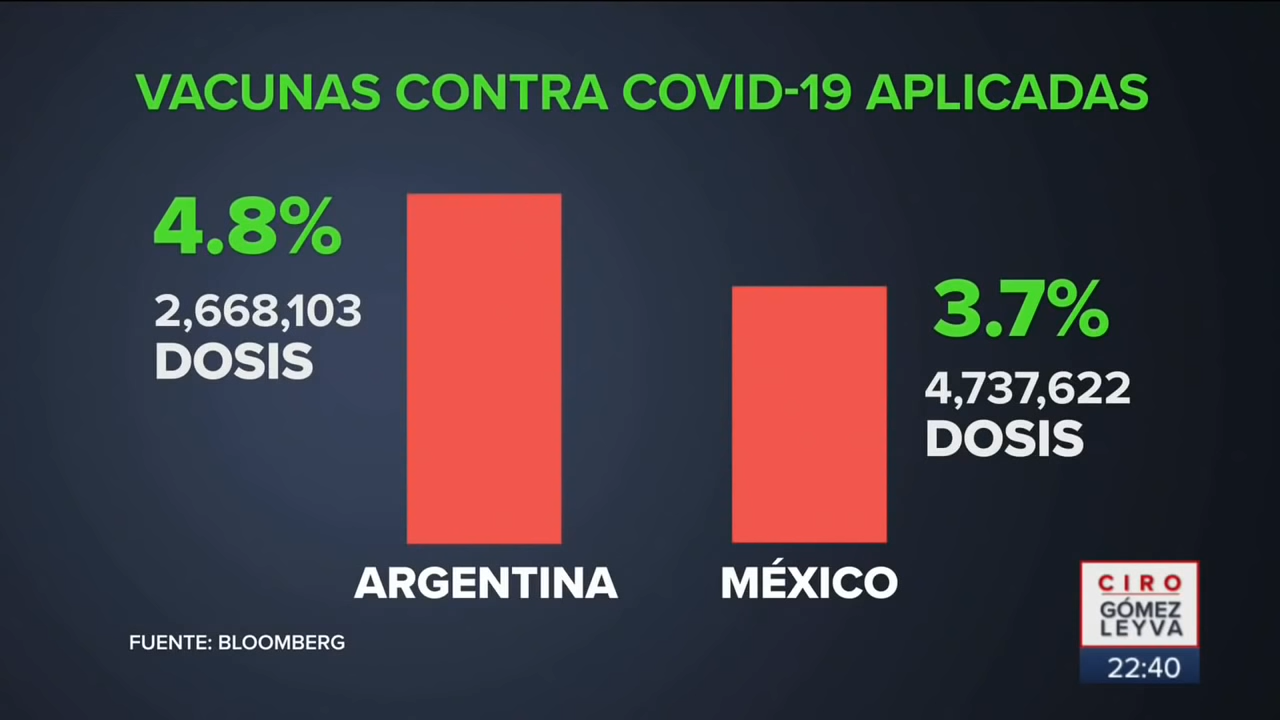 VACUNAS CONTRA COVID-19 APLICADAS
4.8%
2,668,103
DOSIS
3.7%
4,737,622
DOSIS
ARGENTINA
MÉXICO
FUENTE: BLOOMBERG
CIRO
GÓMEZ
LEYVA
22:40